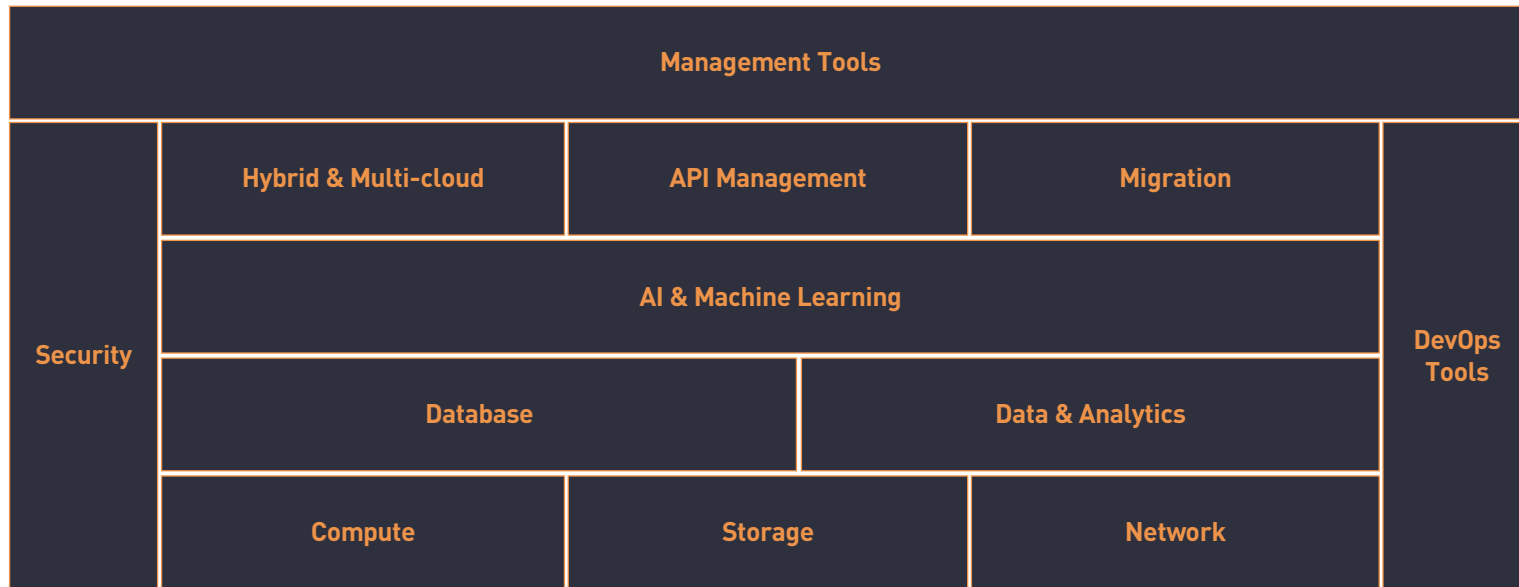 Management Tools
Hybrid & Multi-cloud
API Management
Migration
AI & Machine Learning
Security
DevOps
Tools
Database
Data & Analytics
Compute
Storage
Network